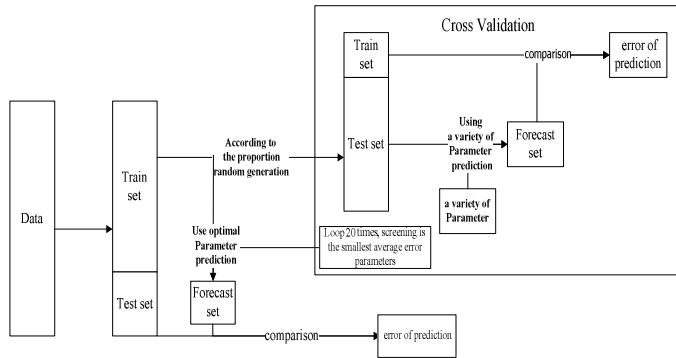 Cross Validation
Train
set
comparison
error of
prediction
Test set
Using
a variety of
Parameter
prediction
Forecast
set
a variety of
Parameter
Data
Train
set
Test set
According to
the proportion
random generation
Use optimal
Parameter
prediction
Loop 20 times, screening is
the smallest average error
parameters
Forecast
set
comparison
error of prediction